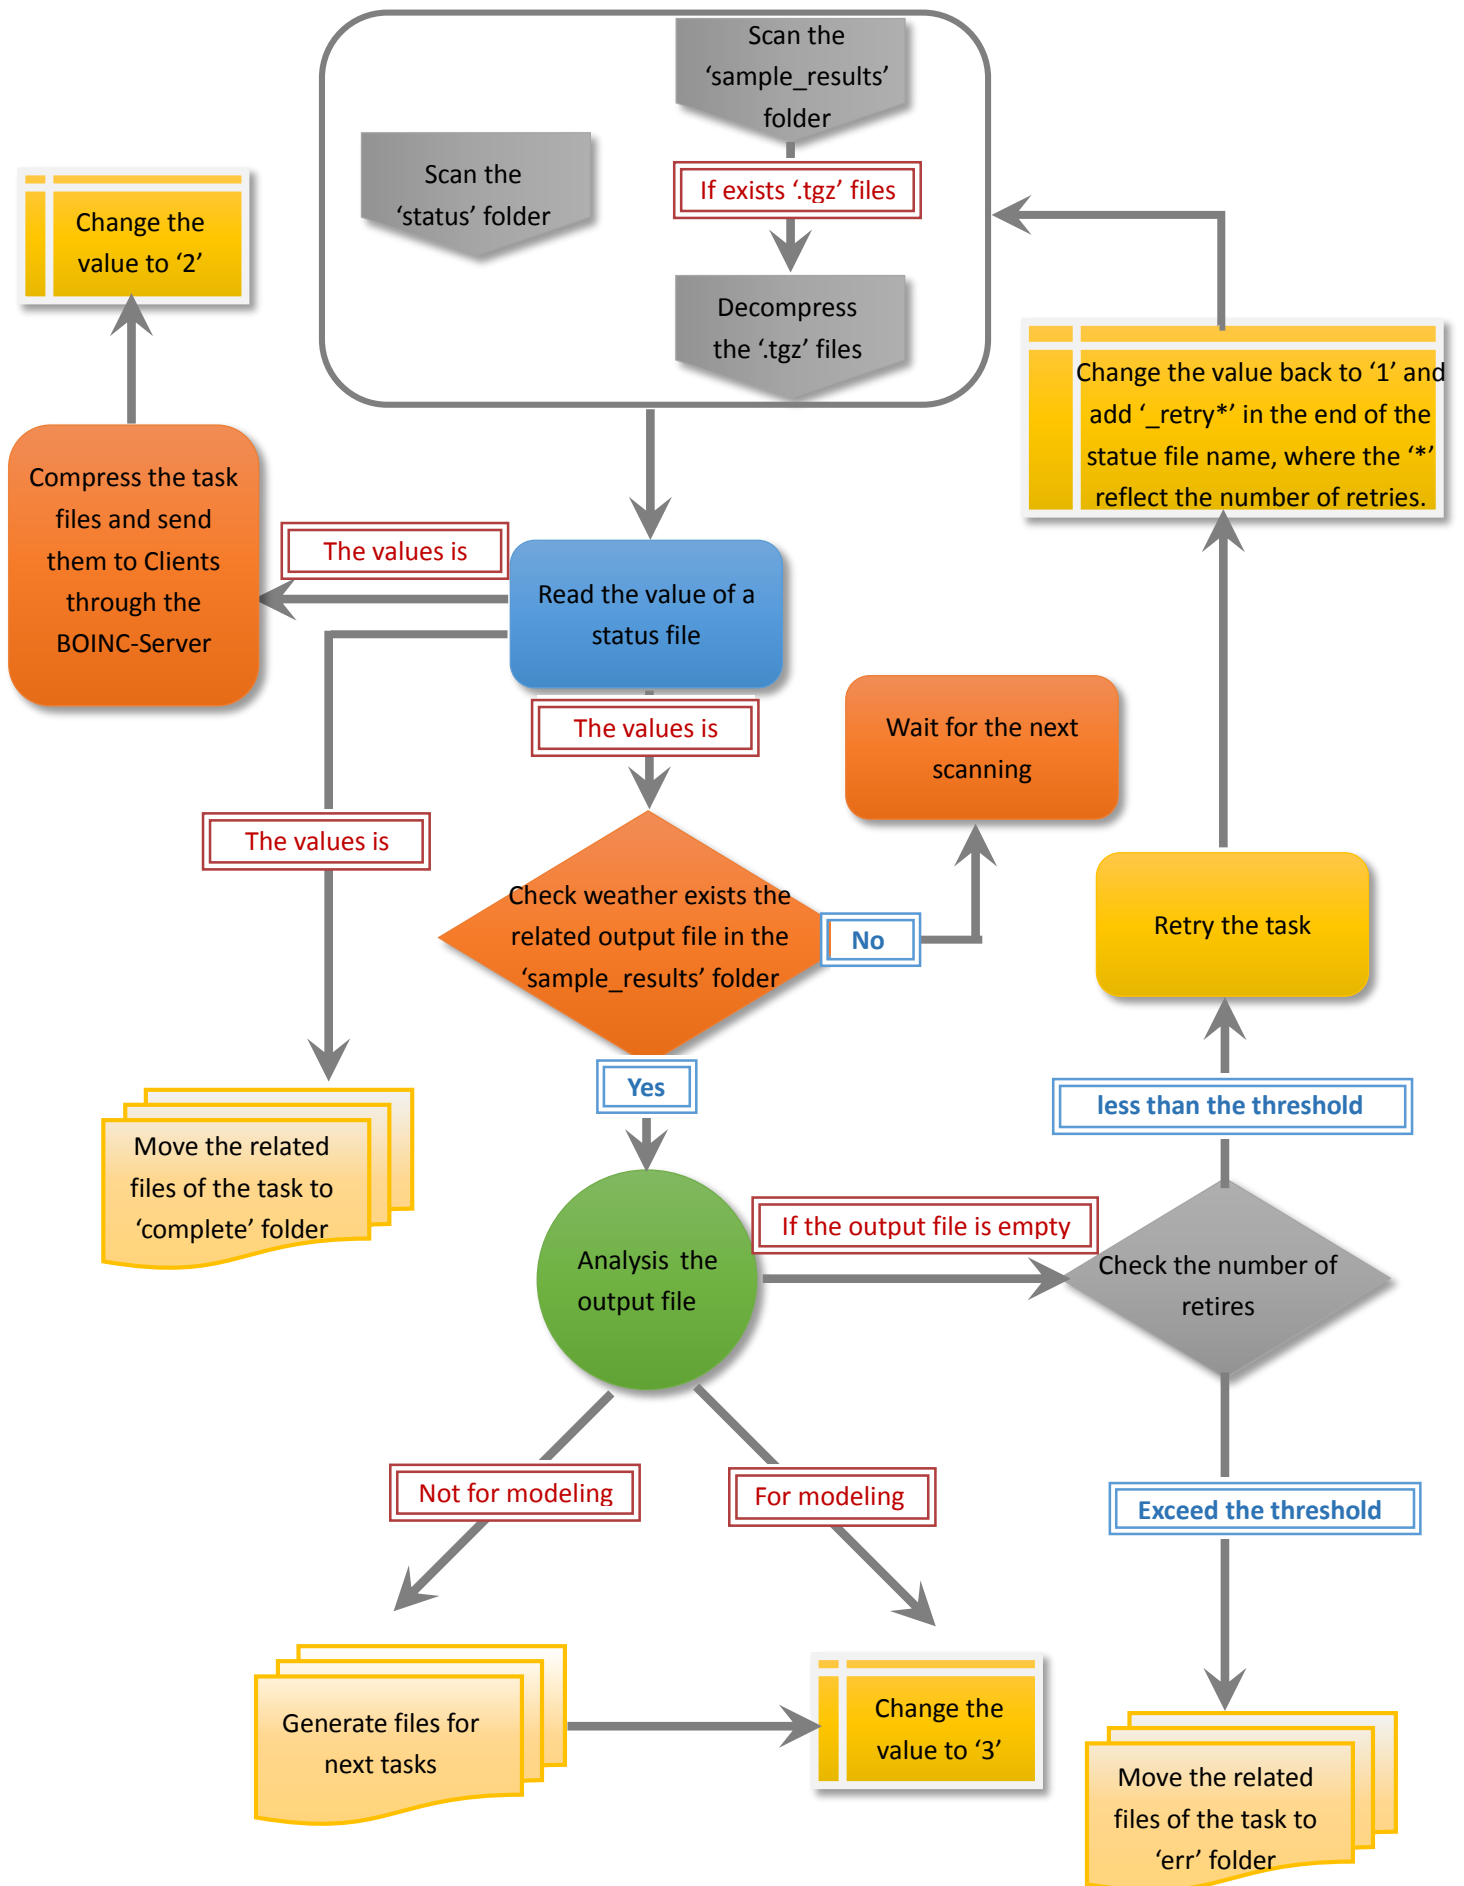 Scan the
‘sample_results’
folder
Scan the
‘status’ folder
If exists ‘.tgz’ files
Decompress
the ‘.tgz’ files
Change the
value to ‘2’
Change the value back to ‘1’ and
add ‘_retry*’ in the end of the
statue file name, where the ‘*’
reflect the number of retries.
Compress the task
files and send
them to Clients
through the
BOINC-Server
The values is
Read the value of a
status file
The values is
Wait for the next
scanning
The values is
Check weather exists the
related output file in the
‘sample_results’ folder
No
Retry the task
Yes
less than the threshold
Move the related
files of the task to
‘complete’ folder
If the output file is empty
Analysis the
output file
Check the number of
retires
Not for modeling
For modeling
Exceed the threshold
Generate files for
next tasks
Change the
value to ‘3’
Move the related
files of the task to
‘err’ folder